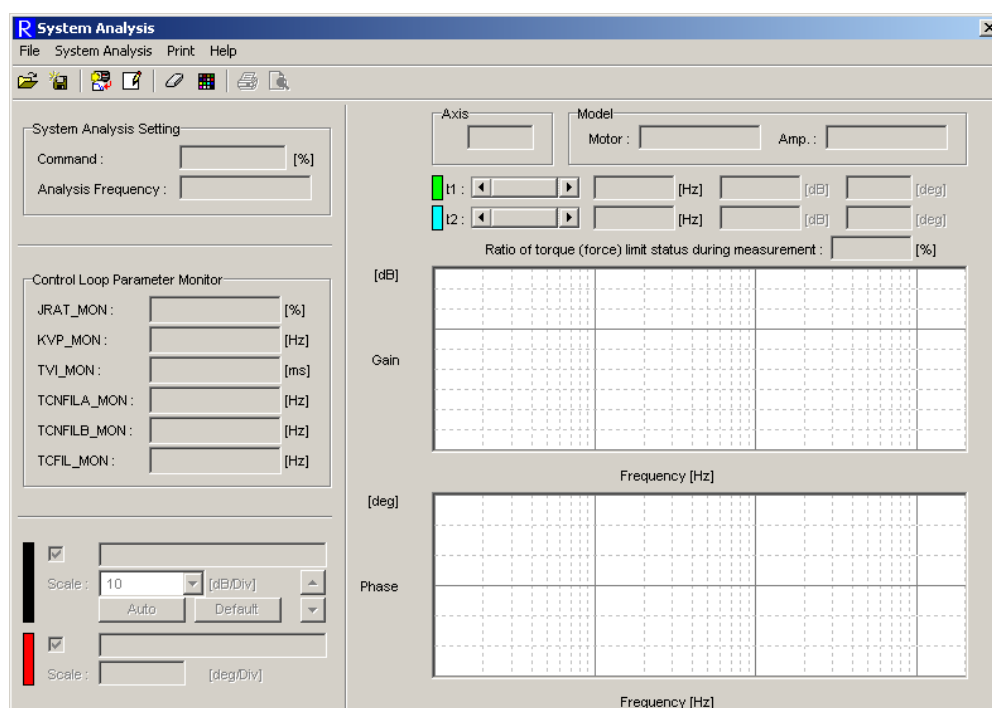 R System Analysis
File System Analysis Print Help
System Analysis Setting
Command : [%]
Analysis Frequency :
Control Loop Parameter Monitor
JRAT_MON : [%]
KVP_MON : [Hz]
TVI_MON : [ms]
TCNFILA_MON : [Hz]
TCNFILB_MON : [Hz]
TCFIL_MON : [Hz]
Scale : 10 [dB/Div]
Auto Default
Scale : [deg/Div]
Axis Model
Motor : Amp. :
t1 : [Hz] [dB] [deg]
t2 : [Hz] [dB] [deg]
Ratio of torque (force) limit status during measurement : [%]
[dB]
Gain
Frequency [Hz]
[deg]
Phase
Frequency [Hz]